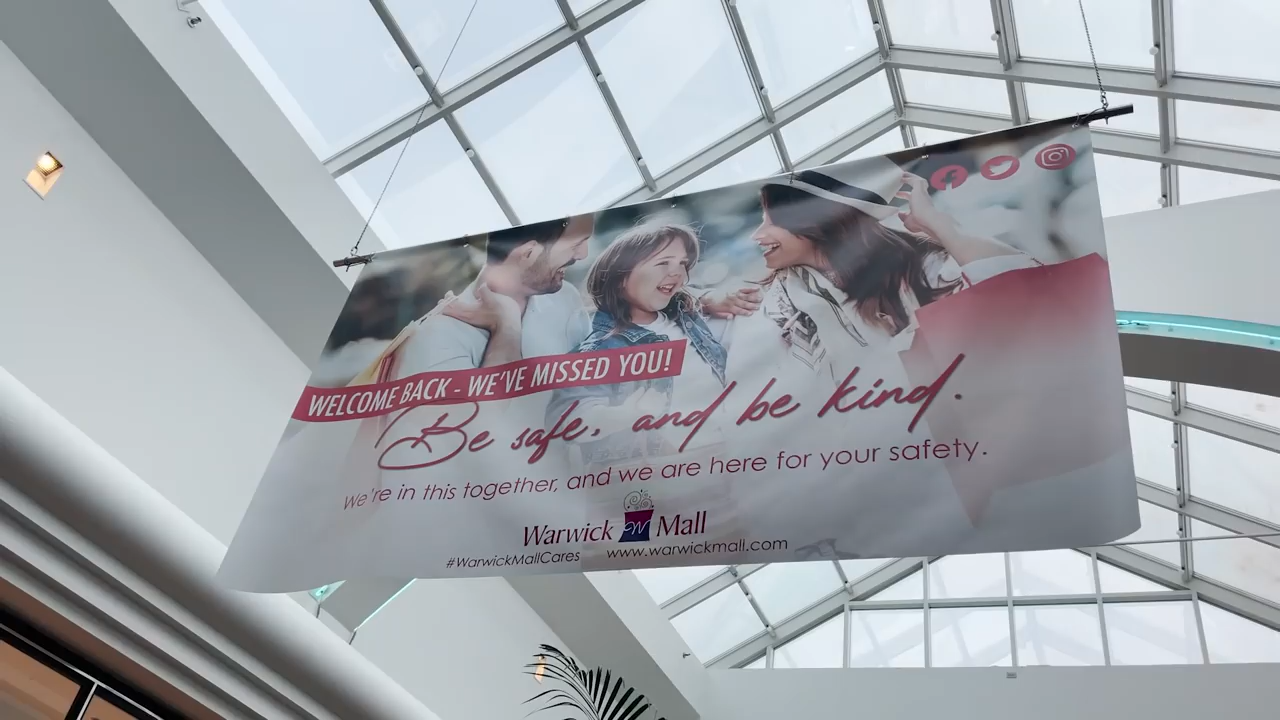 WELCOME BACK - WE'VE MISSED YOU!
Be safe, and be kind.
We're in this together, and we are here for your safety.
Warwick W Mall
#WarwickMallCares www.warwickmall.com